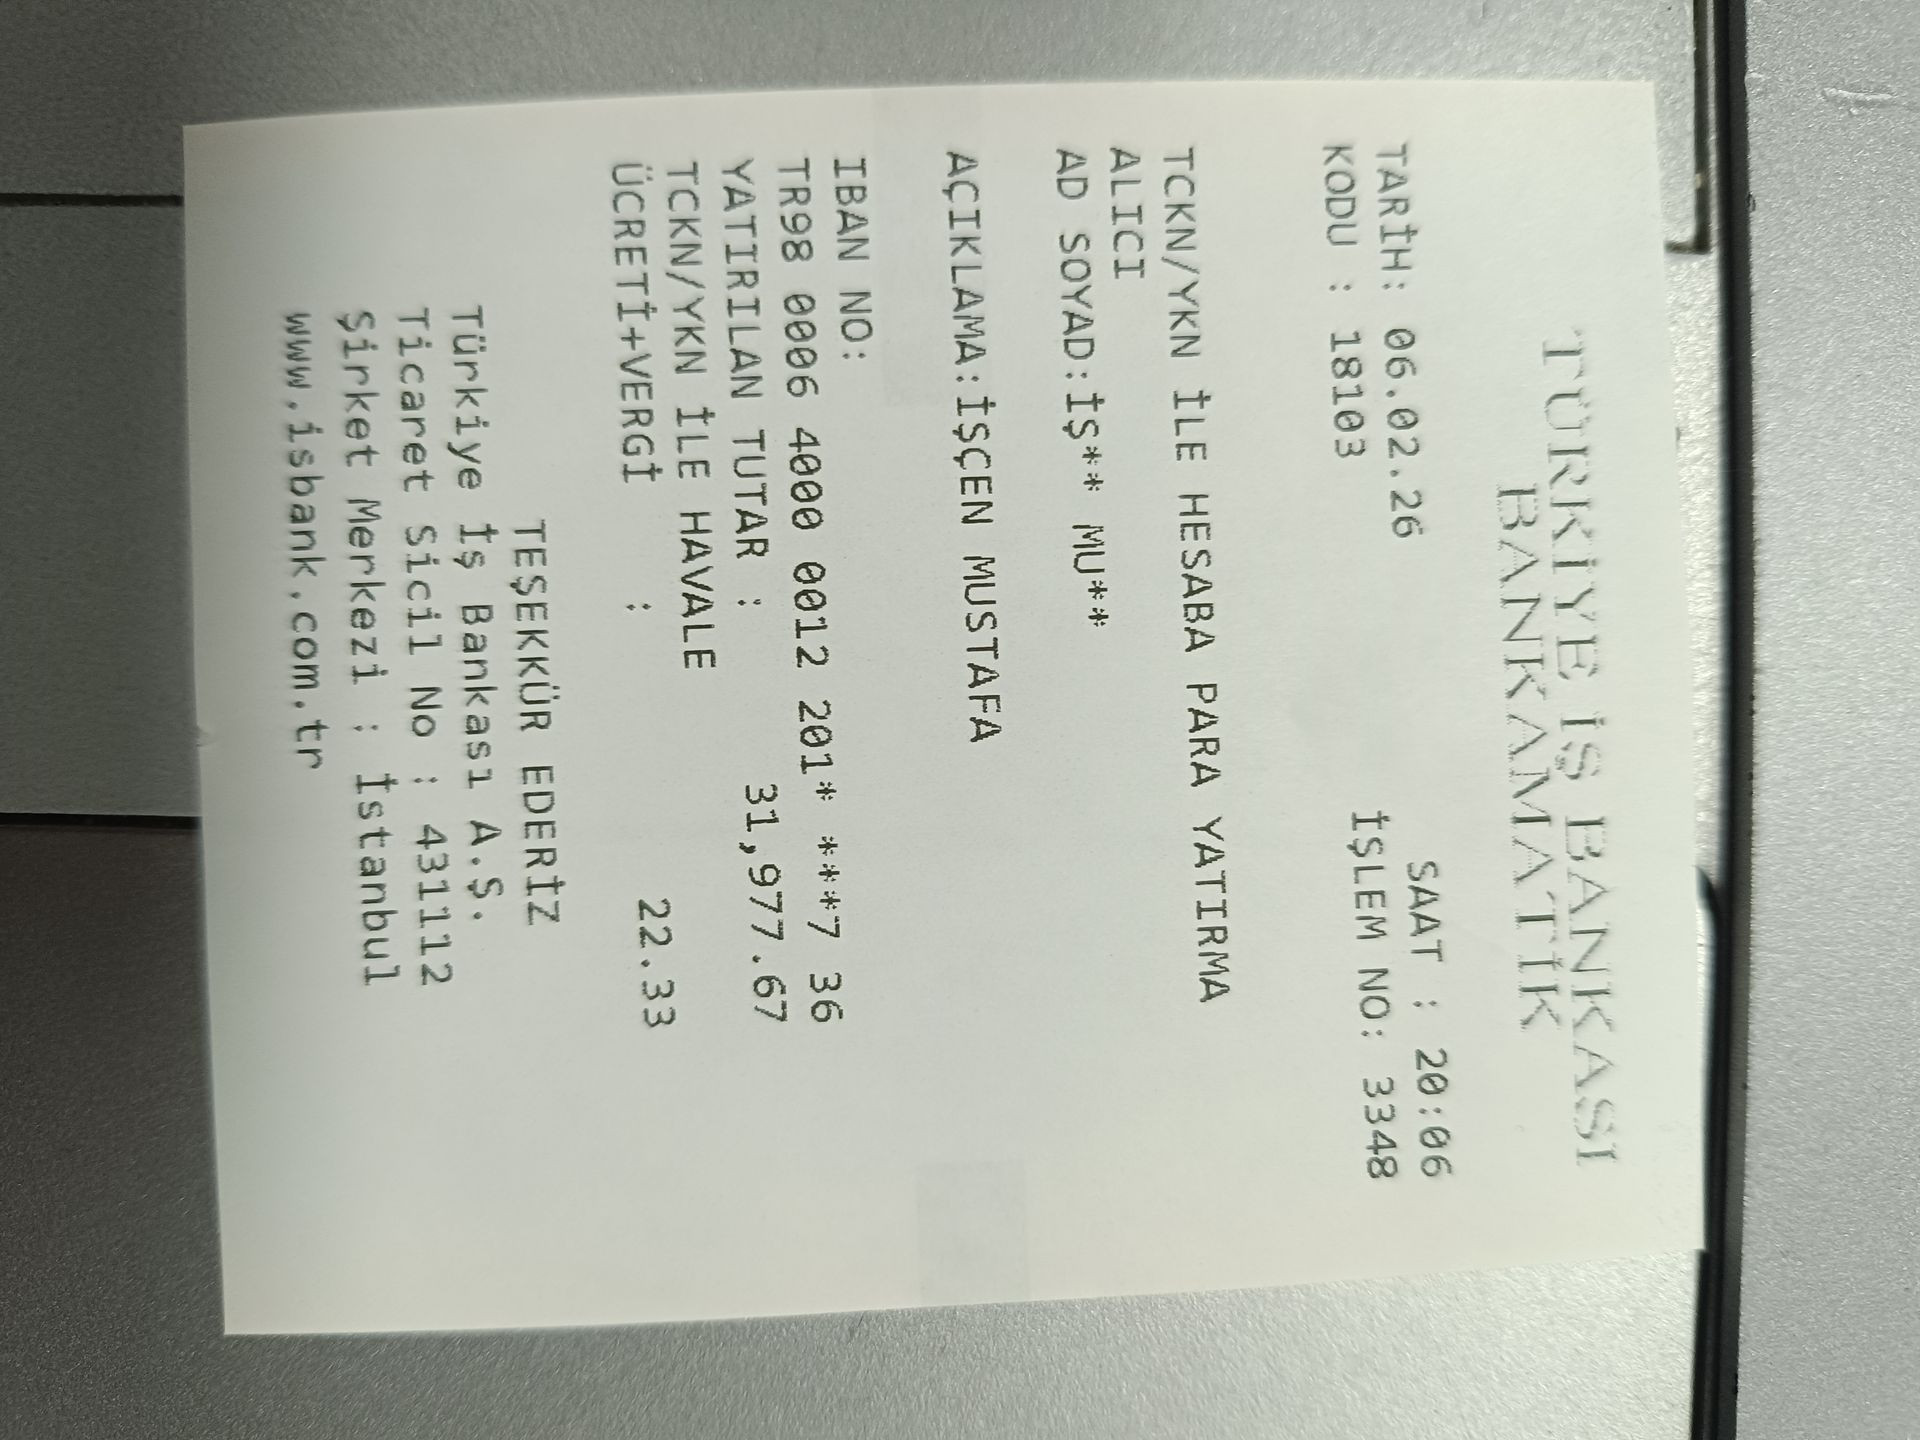 TÜRKİYE İŞ BANKASI
BANKAMATİK
TARİH: 06.02.26 SAAT : 20:06
KODU : 18103 İŞLEM NO: 3348
TCKN/YKN İLE HESABA PARA YATIRMA
ALICI
AD SOYAD:İŞ** MU**
AÇIKLAMA:İŞÇEN MUSTAFA
IBAN NO:
TR98 0006 4000 0012 201* ***7 36
YATIRILAN TUTAR : 31,977.67
TCKN/YKN İLE HAVALE
ÜCRETİ+VERGİ : 22.33
TEŞEKKÜR EDERİZ
Türkiye İş Bankası A.Ş.
Ticaret Sicil No : 431112
Şirket Merkezi : İstanbul
www.isbank.com.tr